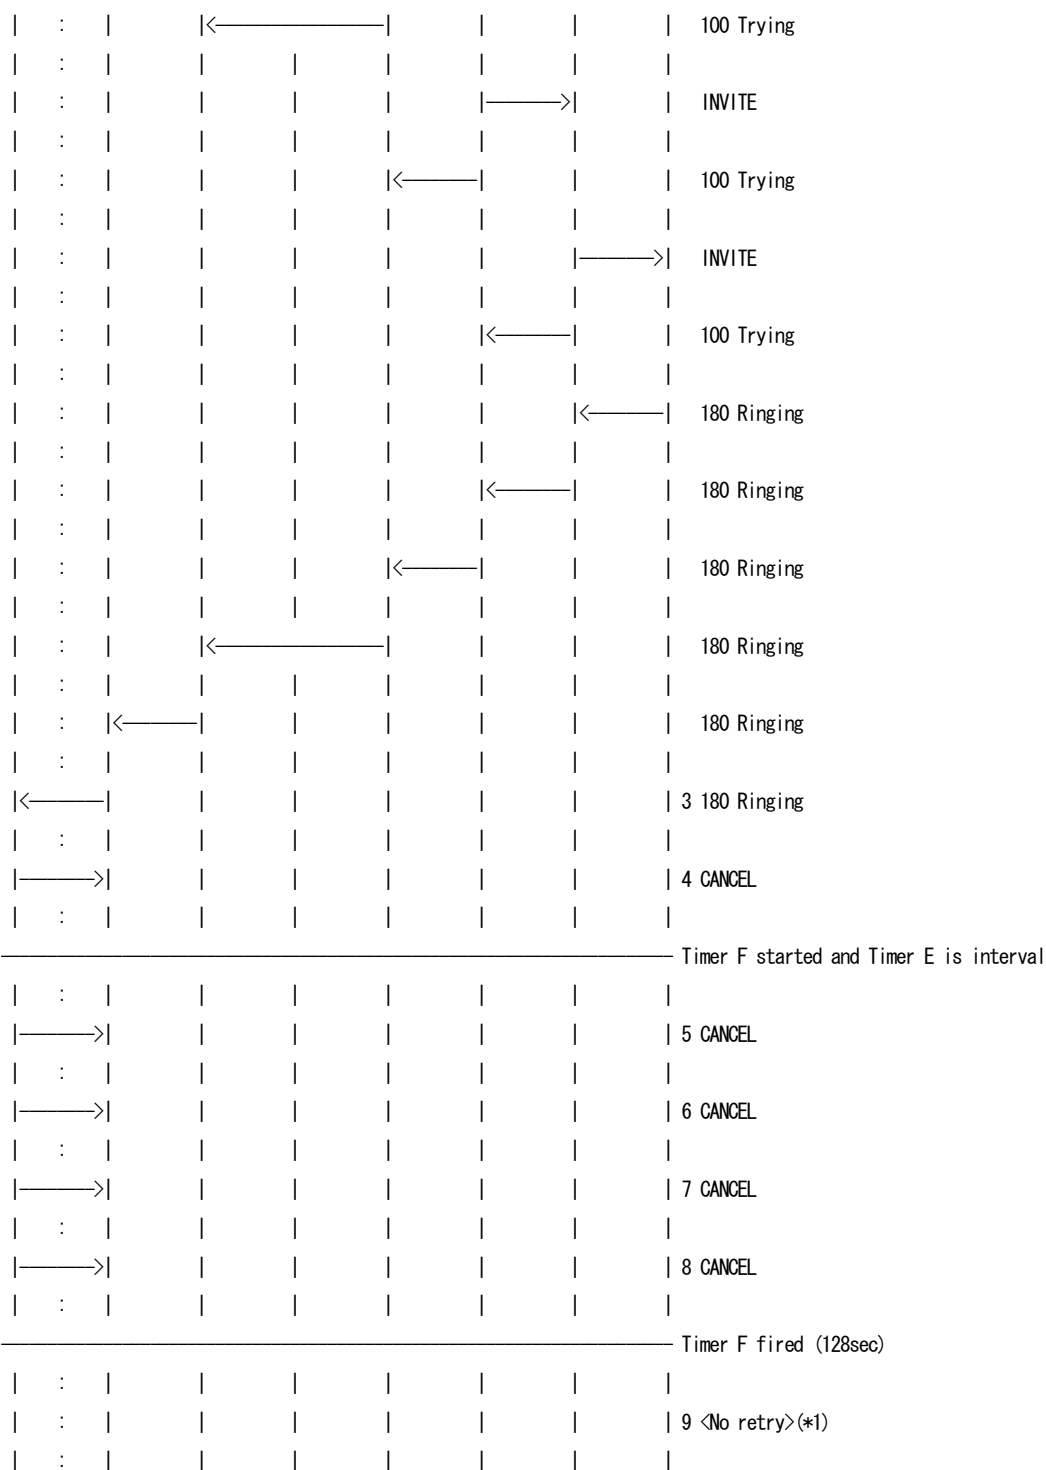 100 Trying
INVITE
100 Trying
INVITE
100 Trying
180 Ringing
180 Ringing
180 Ringing
180 Ringing
180 Ringing
3 180 Ringing
4 CANCEL
Timer F started and Timer E is interval
5 CANCEL
6 CANCEL
7 CANCEL
8 CANCEL
Timer F fired (128sec)
9 <No retry>(*1)